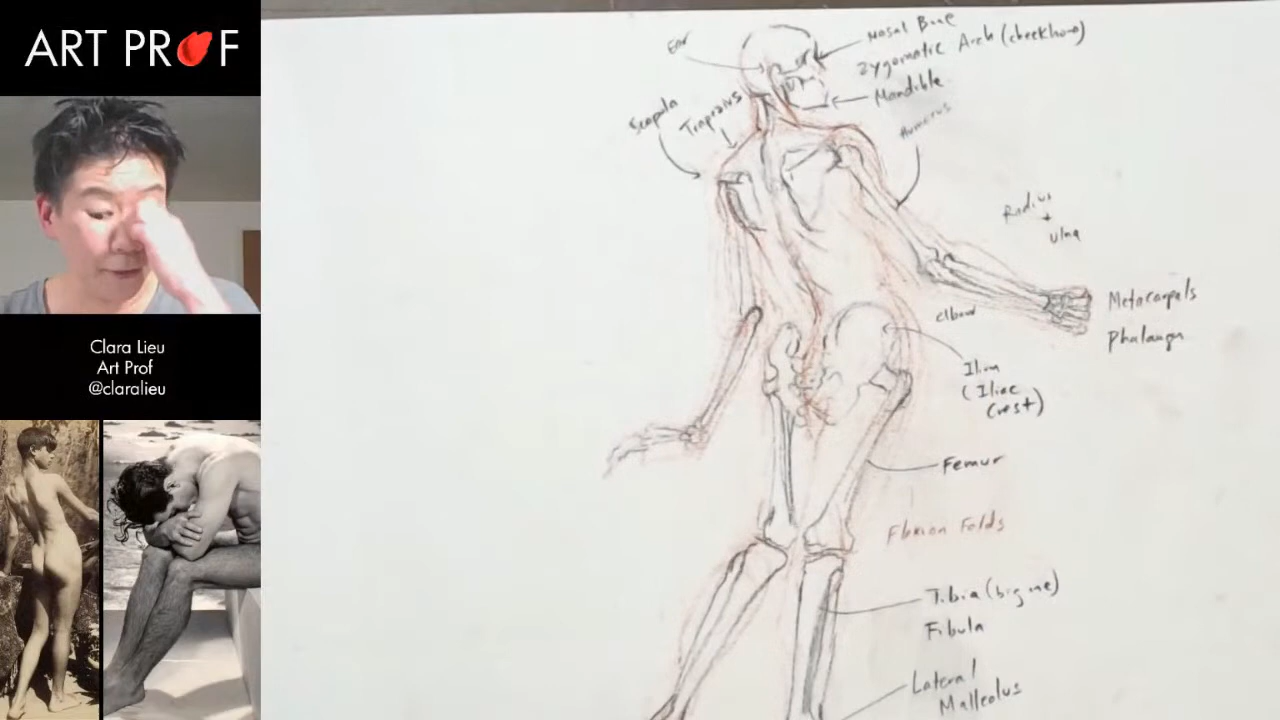 ART PROF
Clara Lieu
Art Prof
@claralieu
Ear
Nasal Bone
Zygomatic Arch (cheekbone)
Mandible
Scapula
Trapezius
Humerus
Radius
+
Ulna
Metacarpals
elbow
Ilium
(Iliac
Crest)
Femur
Flexion Folds
Tibia (big one)
Fibula
Lateral
Malleolus